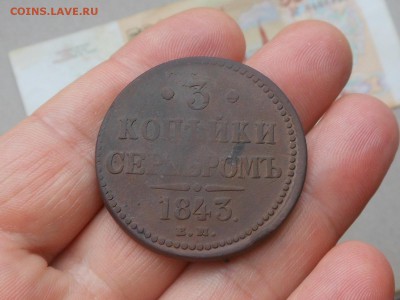 COINS.LAVE.RU
· 3 ·
КОПѢЙКИ
СЕРЕБРОМЪ
1843.
Е.М.